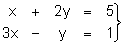 x + 2y = 5
3x - y = 1}